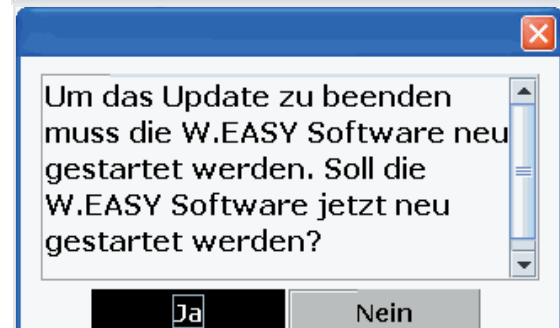 Um das Update zu beenden
muss die W.EASY Software neu
gestartet werden. Soll die
W.EASY Software jetzt neu
gestartet werden?
Ja
Nein